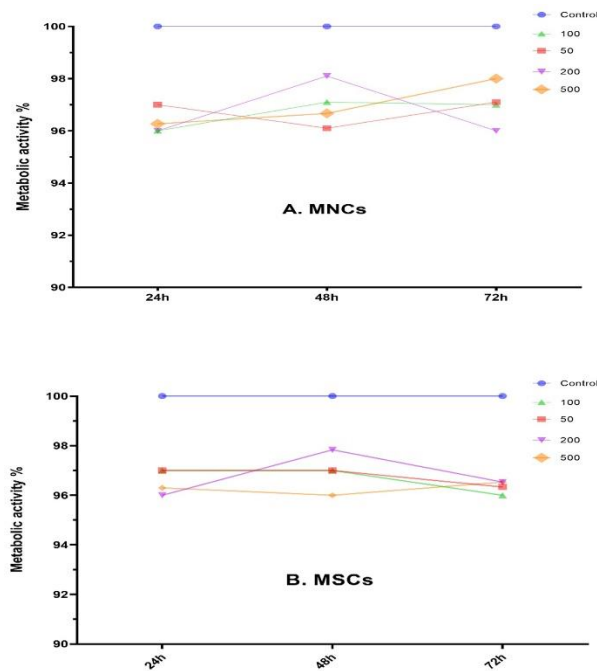 Metabolic activity %
100
98
96
94
92
90
24h
48h
72h
A. MNCs
Control
100
50
200
500
Metabolic activity %
100
98
96
94
92
90
24h
48h
72h
B. MSCs
Control
100
50
200
500